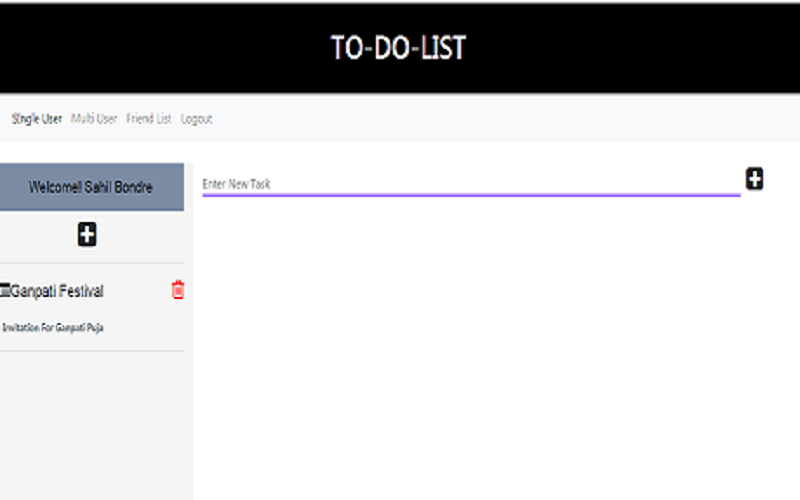 TO-DO-LIST
Single User Multi User Friend List Logout
Welcome! Sahil Bondre
Enter New Task
Ganpati Festival
Invitation For Ganpati Puja